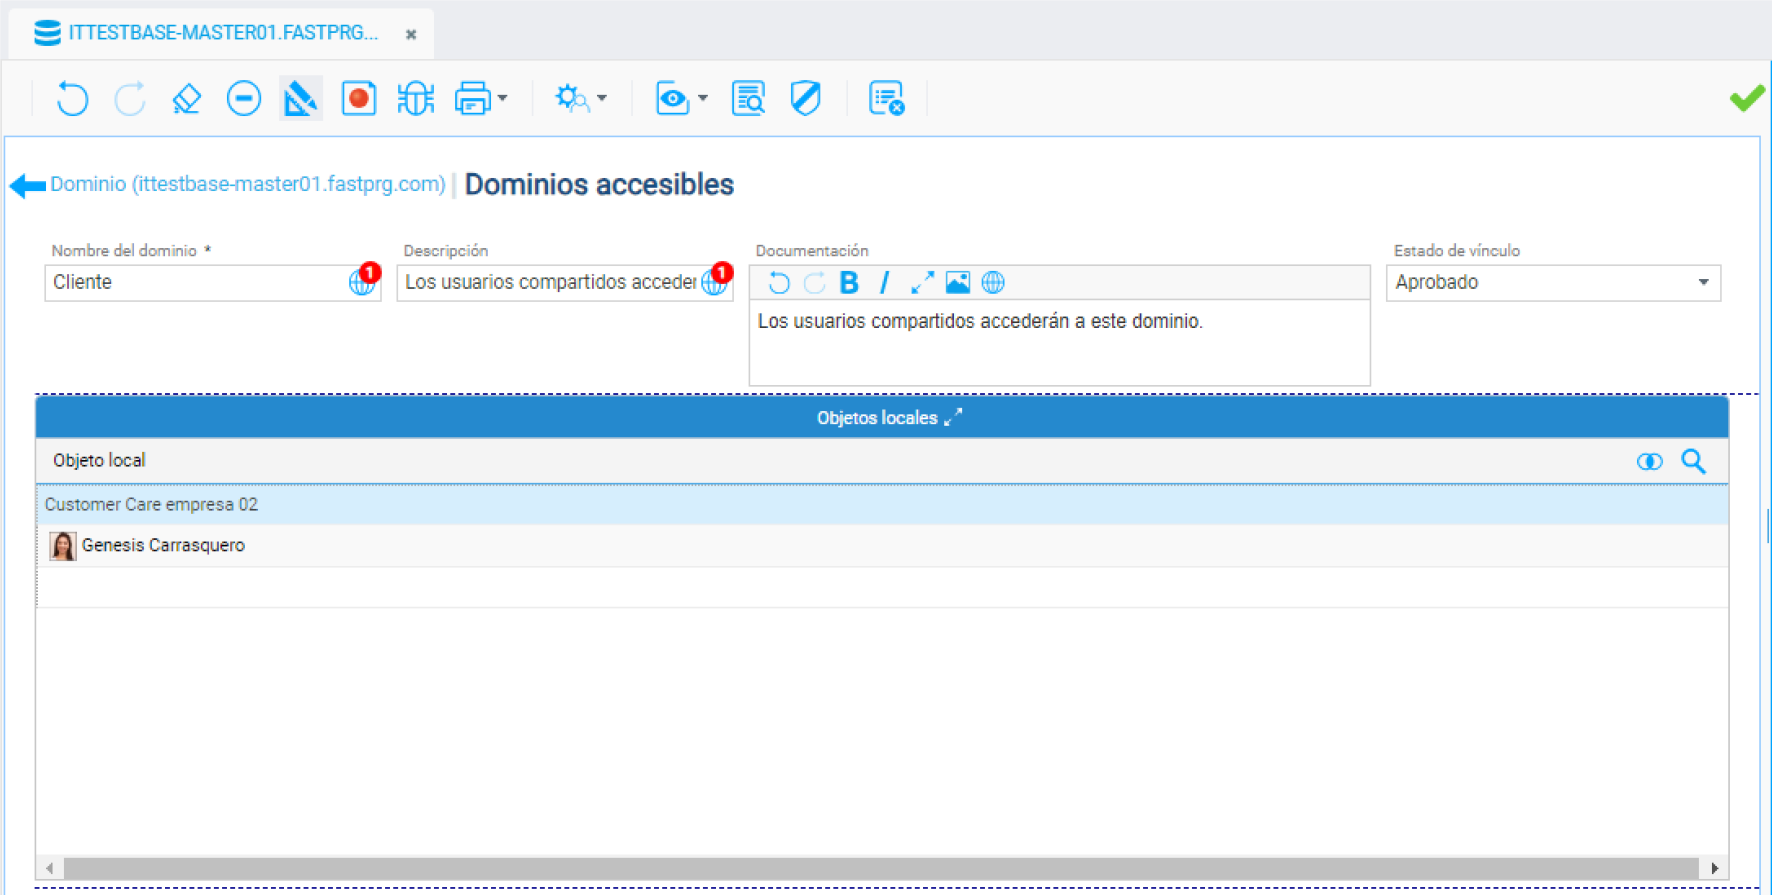 ITTESTBASE-MASTER01.FASTPRG...
Dominio (ittestbase-master01.fastprg.com) | Dominios accesibles
Nombre del dominio *
Cliente
1
Descripción
Los usuarios compartidos acceder
1
Documentación
B I
Los usuarios compartidos accederán a este dominio.
Estado de vínculo
Aprobado
Objetos locales
Objeto local
Customer Care empresa 02
Genesis Carrasquero